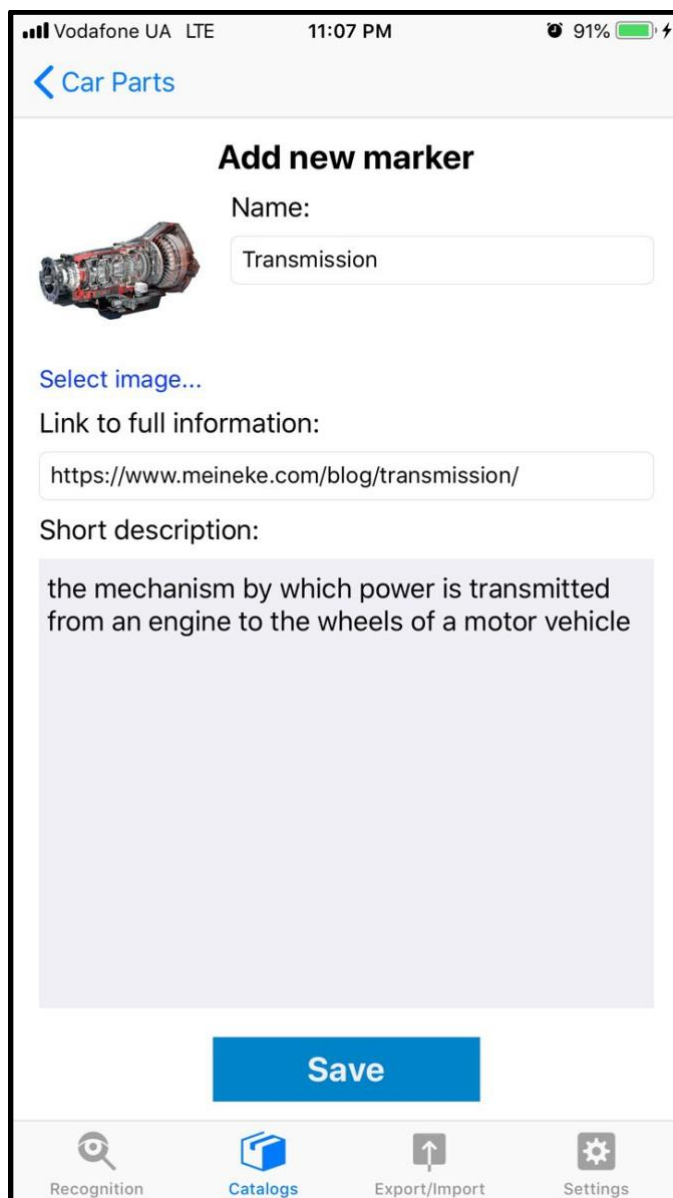 Vodafone UA LTE 11:07 PM 91%
Car Parts
Add new marker
Name:
Transmission
Select image...
Link to full information:
https://www.meineke.com/blog/transmission/
Short description:
the mechanism by which power is transmitted
from an engine to the wheels of a motor vehicle
Save
Recognition Catalogs Export/Import Settings